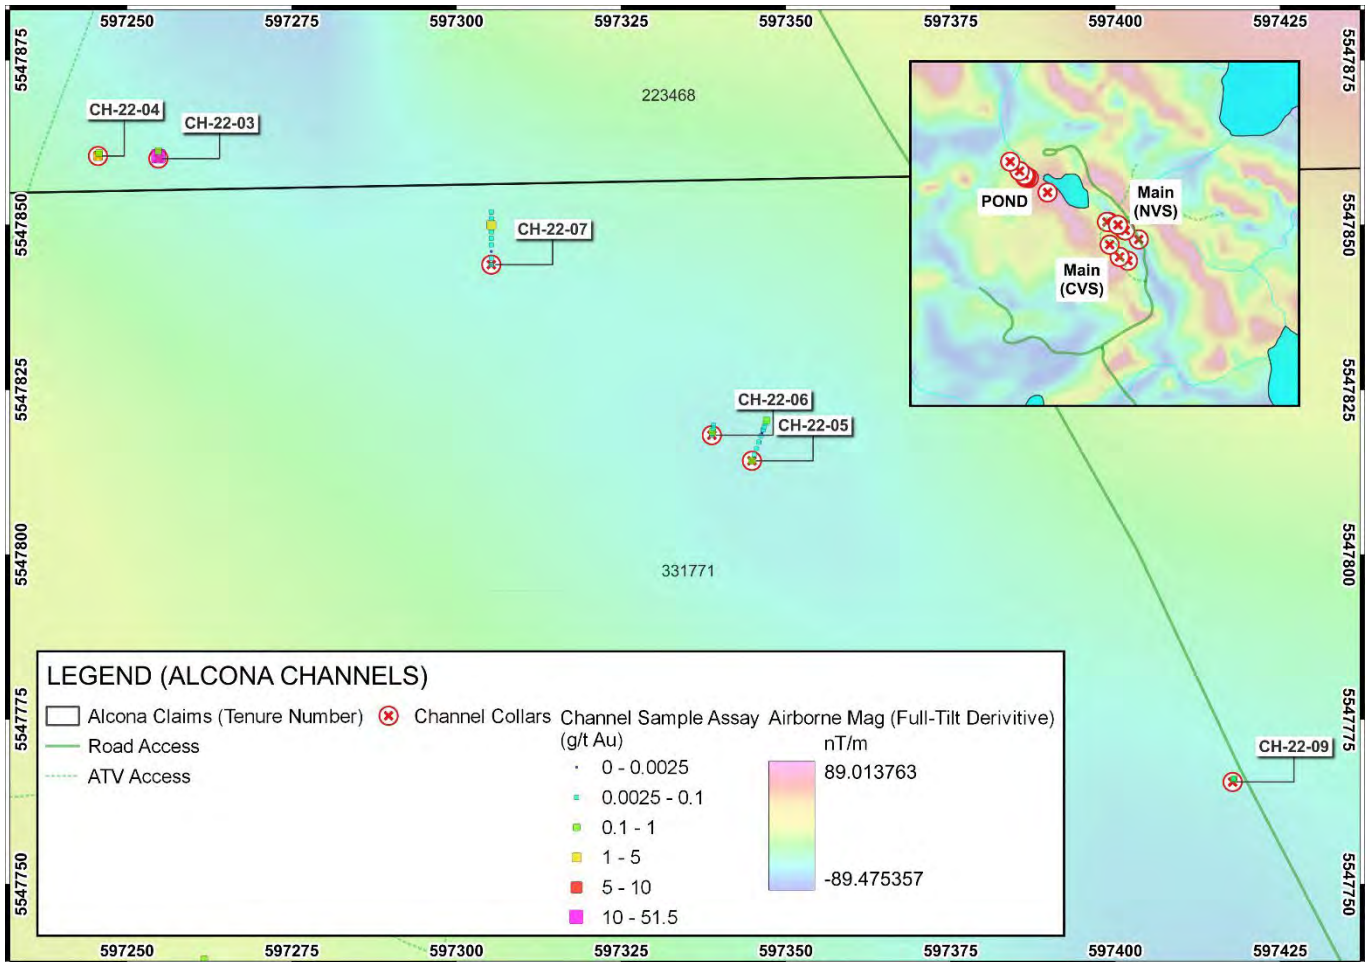 597250 597275 597300 597325 597350 597375 597400 597425
5547875
5547875
223468
CH-22-04
CH-22-03
POND
Main
(NVS)
Main
(CVS)
5547850
5547850
CH-22-07
5547825
5547825
CH-22-06
CH-22-05
5547800
5547800
331771
LEGEND (ALCONA CHANNELS)
Alcona Claims (Tenure Number)
Road Access
ATV Access
Channel Collars
Channel Sample Assay
(g/t Au)
0 - 0.0025
0.0025 - 0.1
0.1 - 1
1 - 5
5 - 10
10 - 51.5
Airborne Mag (Full-Tilt Derivitive)
nT/m
89.013763
-89.475357
5547775
5547775
CH-22-09
5547750
5547750
597250 597275 597300 597325 597350 597375 597400 597425